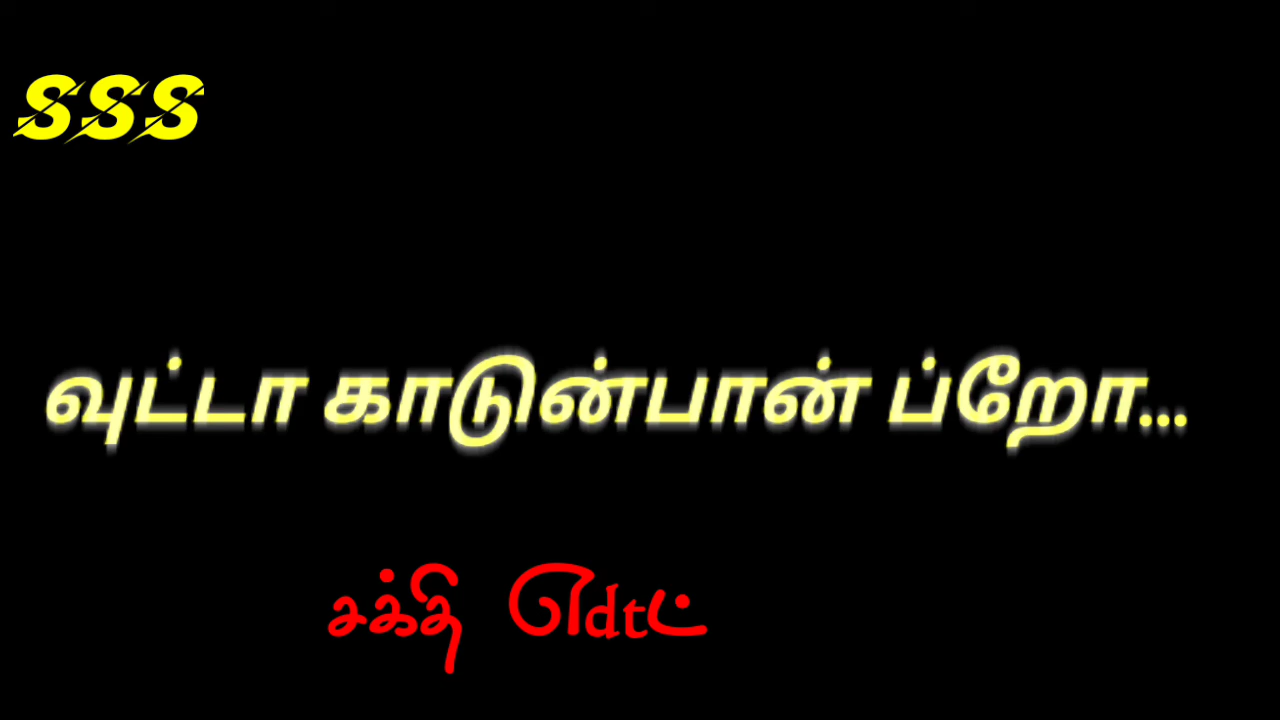 SSS
வுட்டா காடுன்பான் ப்றோ...
சக்தி எdtட்